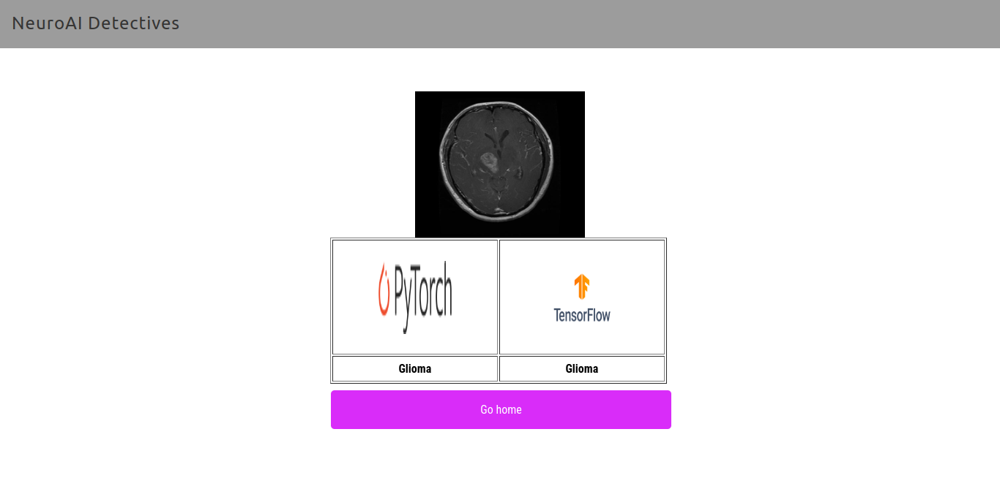 NeuroAI Detectives
PyTorch
TensorFlow
Glioma
Glioma
Go home